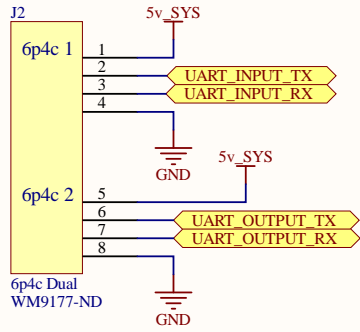 J2
5v_SYS
6p4c 1
1
2
UART_INPUT_TX
3
UART_INPUT_RX
4
GND
5v_SYS
6p4c 2
5
6
UART_OUTPUT_TX
7
UART_OUTPUT_RX
8
6p4c Dual
WM9177-ND
GND